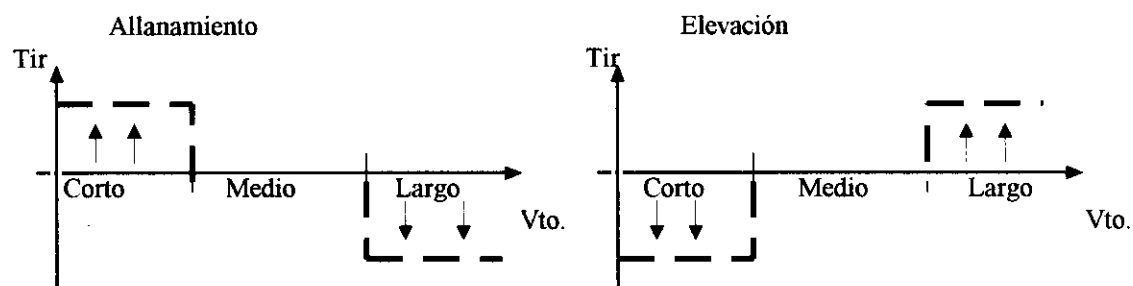 Allanamiento
Tir
Corto
Medio
Largo
Vto.
Elevación
Tir
Corto
Medio
Largo
Vto.